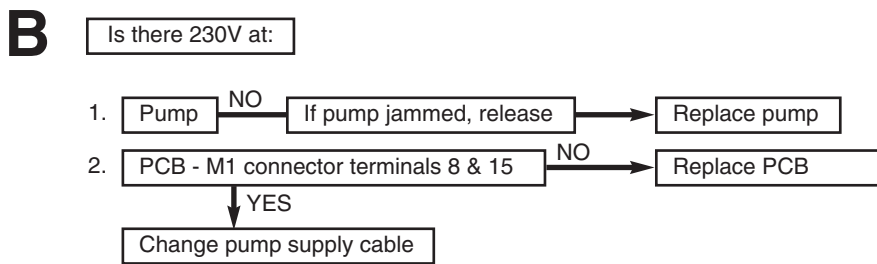 B
Is there 230V at:
1. Pump NO If pump jammed, release Replace pump
2. PCB - M1 connector terminals 8 & 15 NO Replace PCB
YES
Change pump supply cable